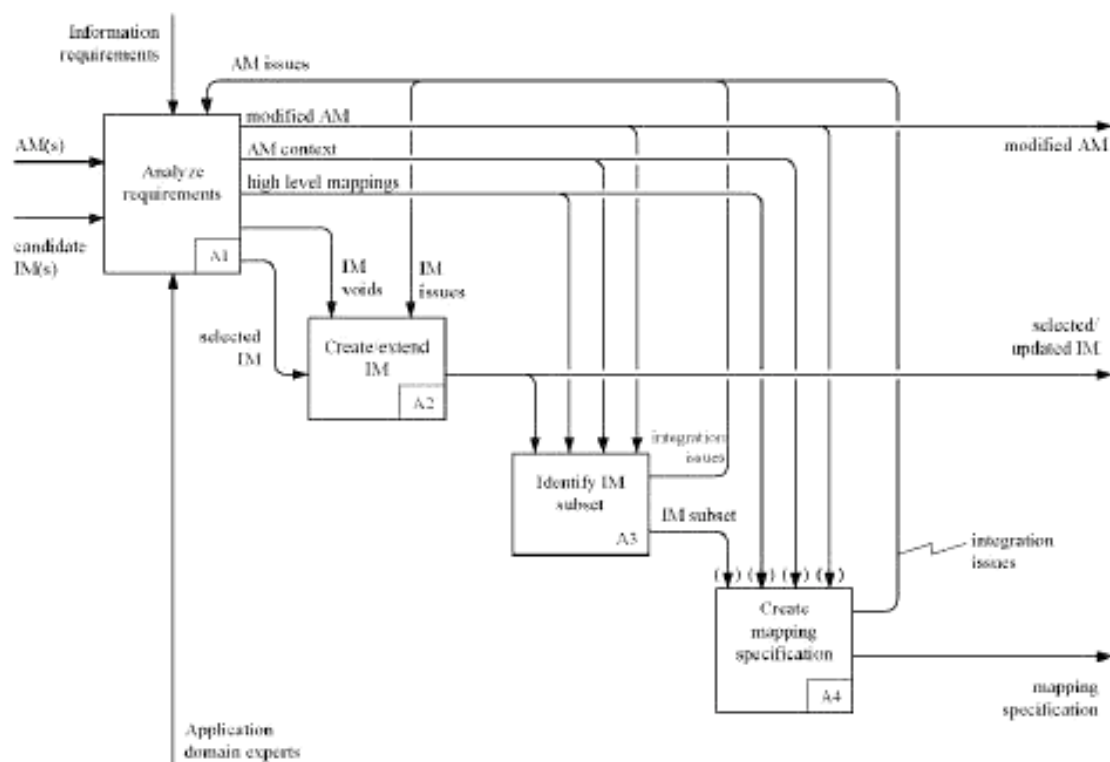 Information
requirements
AM issues
modified AM
AM(s)
AM context
modified AM
Analyze
requirements
high level mappings
candidate
IM(s)
A1
IM
voids
IM
issues
selected
IM
Create/extend
IM
selected/
updated IM
A2
integration
issues
Identify IM
subset
IM subset
A3
integration
issues
( ) ( ) ( ) ( )
Create
mapping
specification
A4
mapping
specification
Application
domain experts